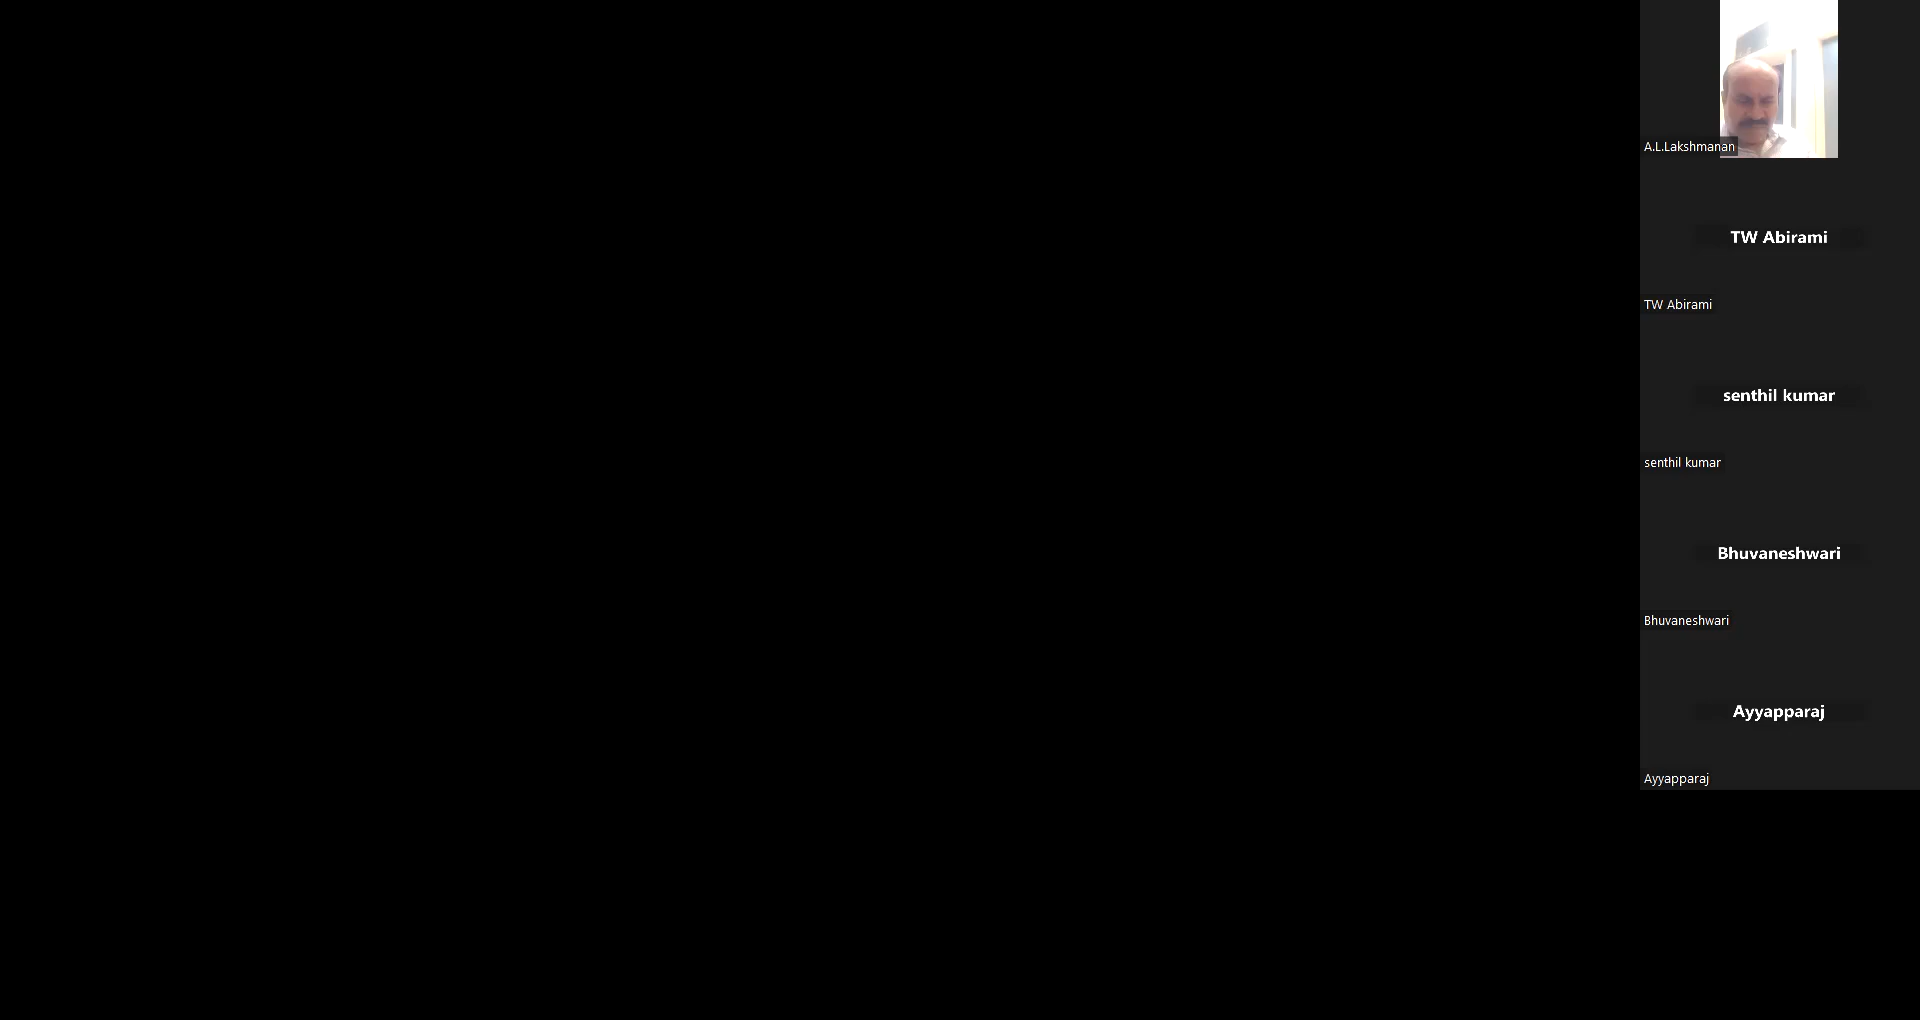 A.L.Lakshmanan
TW Abirami
TW Abirami
senthil kumar
senthil kumar
Bhuvaneshwari
Bhuvaneshwari
Ayyapparaj
Ayyapparaj